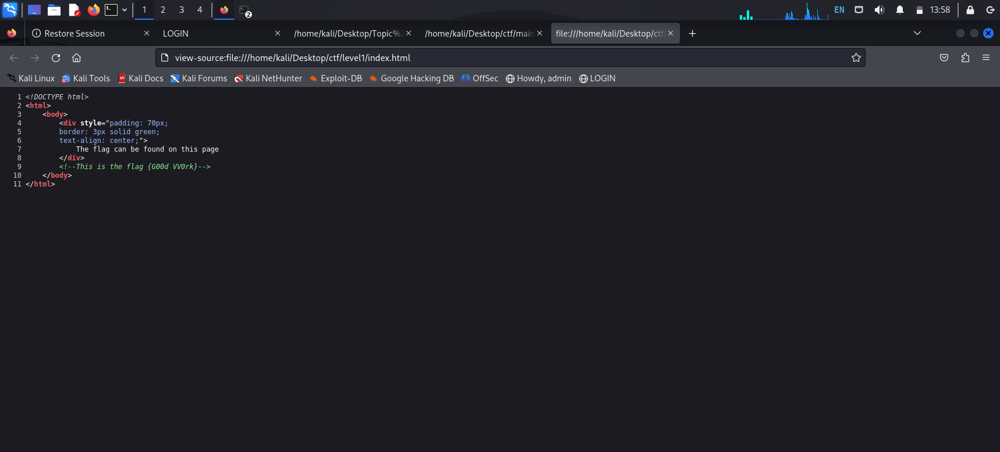 1 2 3 4 2 EN 13:58
Restore Session LOGIN /home/kali/Desktop/Topic%2 /home/kali/Desktop/ctf/main file:///home/kali/Desktop/ctf/
view-source:file:///home/kali/Desktop/ctf/level1/index.html
Kali Linux Kali Tools Kali Docs Kali Forums Kali NetHunter Exploit-DB Google Hacking DB OffSec Howdy, admin LOGIN
1 <!DOCTYPE html>
2 <html>
3 <body>
4 <div style="padding: 70px;
5 border: 3px solid green;
6 text-align: center;">
7 The flag can be found on this page
8 </div>
9 <!--This is the flag {G00d VV0rk}-->
10 </body>
11 </html>